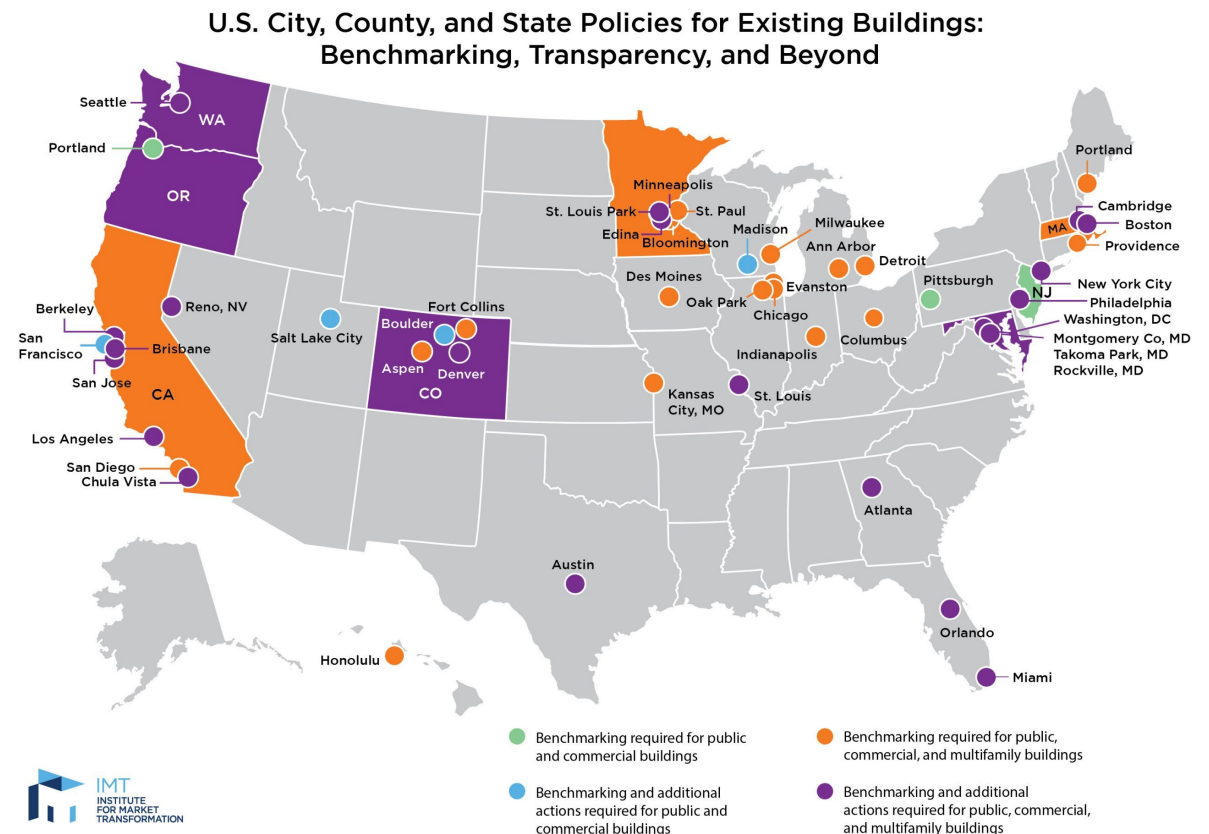 U.S. City, County, and State Policies for Existing Buildings:
Benchmarking, Transparency, and Beyond
Seattle
WA
Portland
OR
Minneapolis
St. Louis Park
St. Paul
Edina
Bloomington
Madison
Milwaukee
Ann Arbor
Detroit
Portland
Cambridge
MA
Boston
Providence
Des Moines
Oak Park
Evanston
Chicago
Pittsburgh
NJ
New York City
Philadelphia
Washington, DC
Montgomery Co, MD
Takoma Park, MD
Rockville, MD
Berkeley
Reno, NV
San
Francisco
Brisbane
San Jose
Salt Lake City
Fort Collins
Boulder
Aspen
Denver
CO
Indianapolis
Columbus
CA
Kansas
City, MO
St. Louis
Los Angeles
San Diego
Chula Vista
Atlanta
Austin
Orlando
Honolulu
Miami
Benchmarking required for public
and commercial buildings
Benchmarking required for public,
commercial, and multifamily buildings
Benchmarking and additional
actions required for public and
commercial buildings
Benchmarking and additional
actions required for public, commercial,
and multifamily buildings
IMT
INSTITUTE
FOR MARKET
TRANSFORMATION